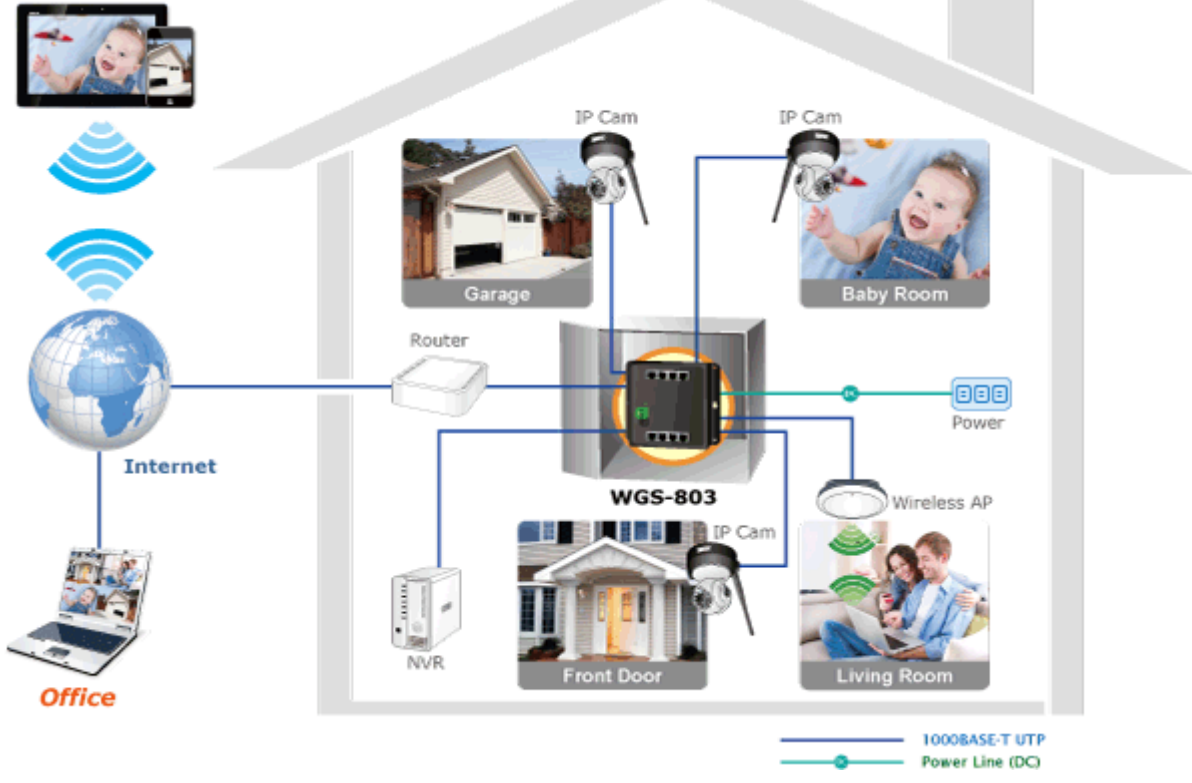 IP Cam
IP Cam
Garage
Baby Room
Router
Power
Internet
WGS-803
Wireless AP
IP Cam
NVR
Front Door
Living Room
Office
1000BASE-T UTP
Power Line (DC)